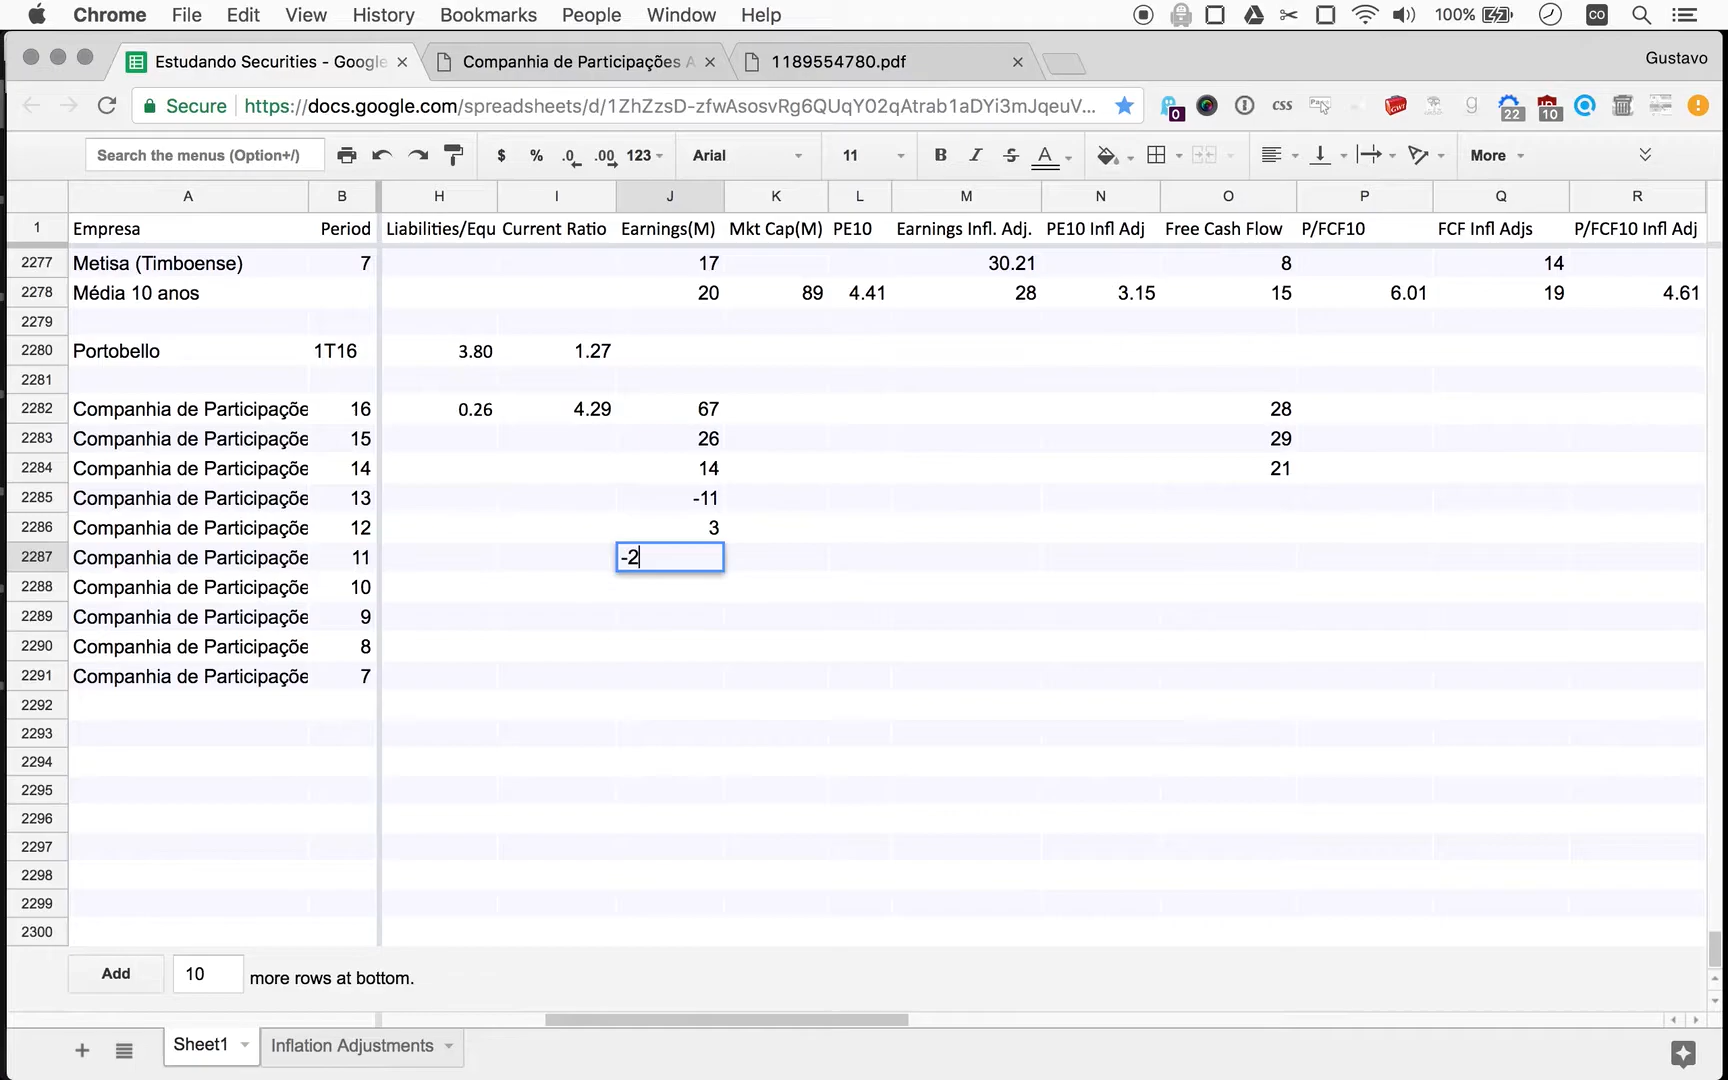 Chrome File Edit View History Bookmarks People Window Help 100%
Estudando Securities - Google
Companhia de Participações A
1189554780.pdf
Gustavo
Secure https://docs.google.com/spreadsheets/d/1ZhZzsD-zfwAsosvRg6QUqY02qAtrab1aDYi3mJqeuV...
0 css g 22 10
Search the menus (Option+/) $ % .0 .00 123 Arial 11 B I S A More
A B H I J K L M N O P Q R
1 Empresa Period Liabilities/Equ Current Ratio Earnings(M) Mkt Cap(M) PE10 Earnings Infl. Adj. PE10 Infl Adj Free Cash Flow P/FCF10 FCF Infl Adjs P/FCF10 Infl Adj
2277 Metisa (Timboense) 7 17 30.21 8 14
2278 Média 10 anos 20 89 4.41 28 3.15 15 6.01 19 4.61
2279
2280 Portobello 1T16 3.80 1.27
2281
2282 Companhia de Participaçõe 16 0.26 4.29 67 28
2283 Companhia de Participaçõe 15 26 29
2284 Companhia de Participaçõe 14 14 21
2285 Companhia de Participaçõe 13 -11
2286 Companhia de Participaçõe 12 3
2287 Companhia de Participaçõe 11 -2
2288 Companhia de Participaçõe 10
2289 Companhia de Participaçõe 9
2290 Companhia de Participaçõe 8
2291 Companhia de Participaçõe 7
2292
2293
2294
2295
2296
2297
2298
2299
2300
Add 10 more rows at bottom.
Sheet1 Inflation Adjustments